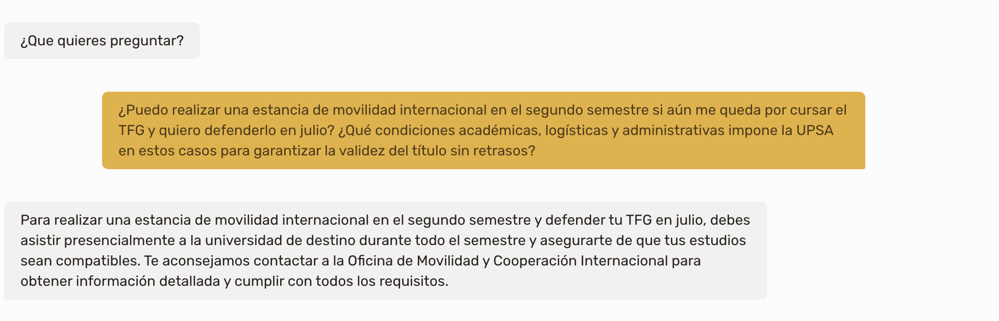 ¿Que quieres preguntar?
¿Puedo realizar una estancia de movilidad internacional en el segundo semestre si aún me queda por cursar el
TFG y quiero defenderlo en julio? ¿Qué condiciones académicas, logísticas y administrativas impone la UPSA
en estos casos para garantizar la validez del título sin retrasos?
Para realizar una estancia de movilidad internacional en el segundo semestre y defender tu TFG en julio, debes
asistir presencialmente a la universidad de destino durante todo el semestre y asegurarte de que tus estudios
sean compatibles. Te aconsejamos contactar a la Oficina de Movilidad y Cooperación Internacional para
obtener información detallada y cumplir con todos los requisitos.